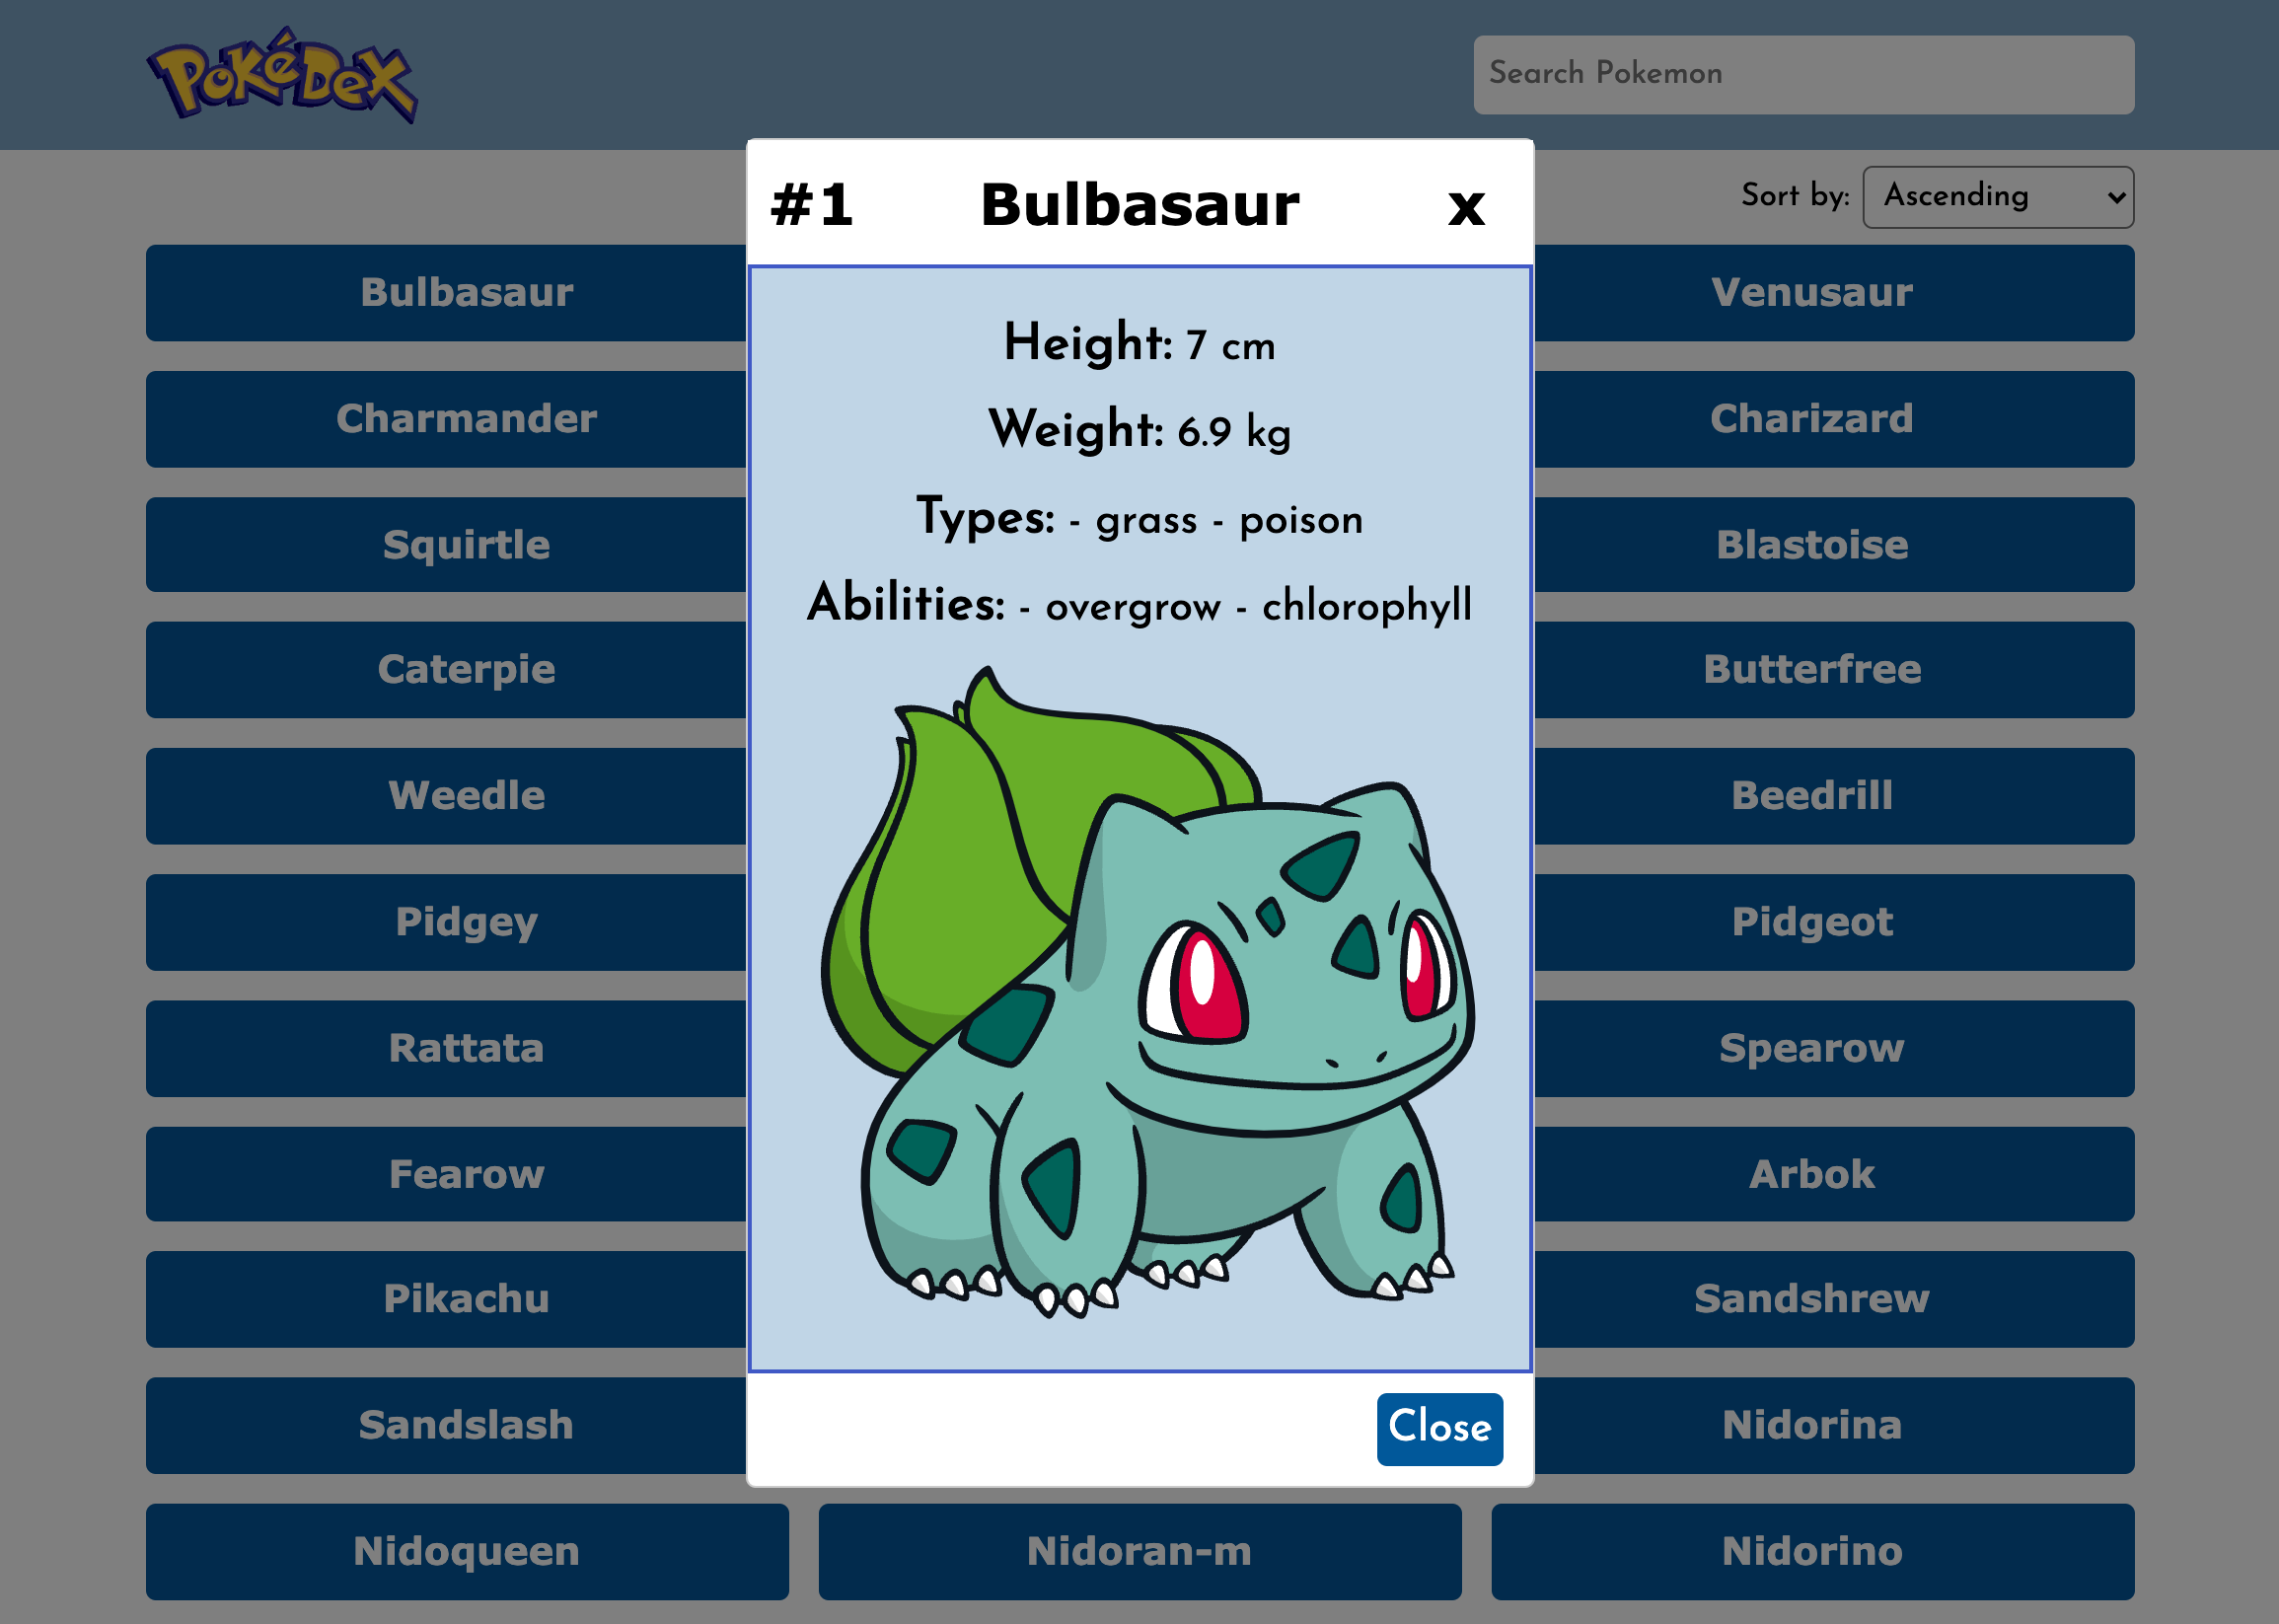 PokéDex
Search Pokemon
Sort by: Ascending
#1 Bulbasaur x
Height: 7 cm
Weight: 6.9 kg
Types: - grass - poison
Abilities: - overgrow - chlorophyll
Close
Bulbasaur Venusaur
Charmander Charizard
Squirtle Blastoise
Caterpie Butterfree
Weedle Beedrill
Pidgey Pidgeot
Rattata Spearow
Fearow Arbok
Pikachu Sandshrew
Sandslash Nidorina
Nidoqueen Nidoran-m Nidorino